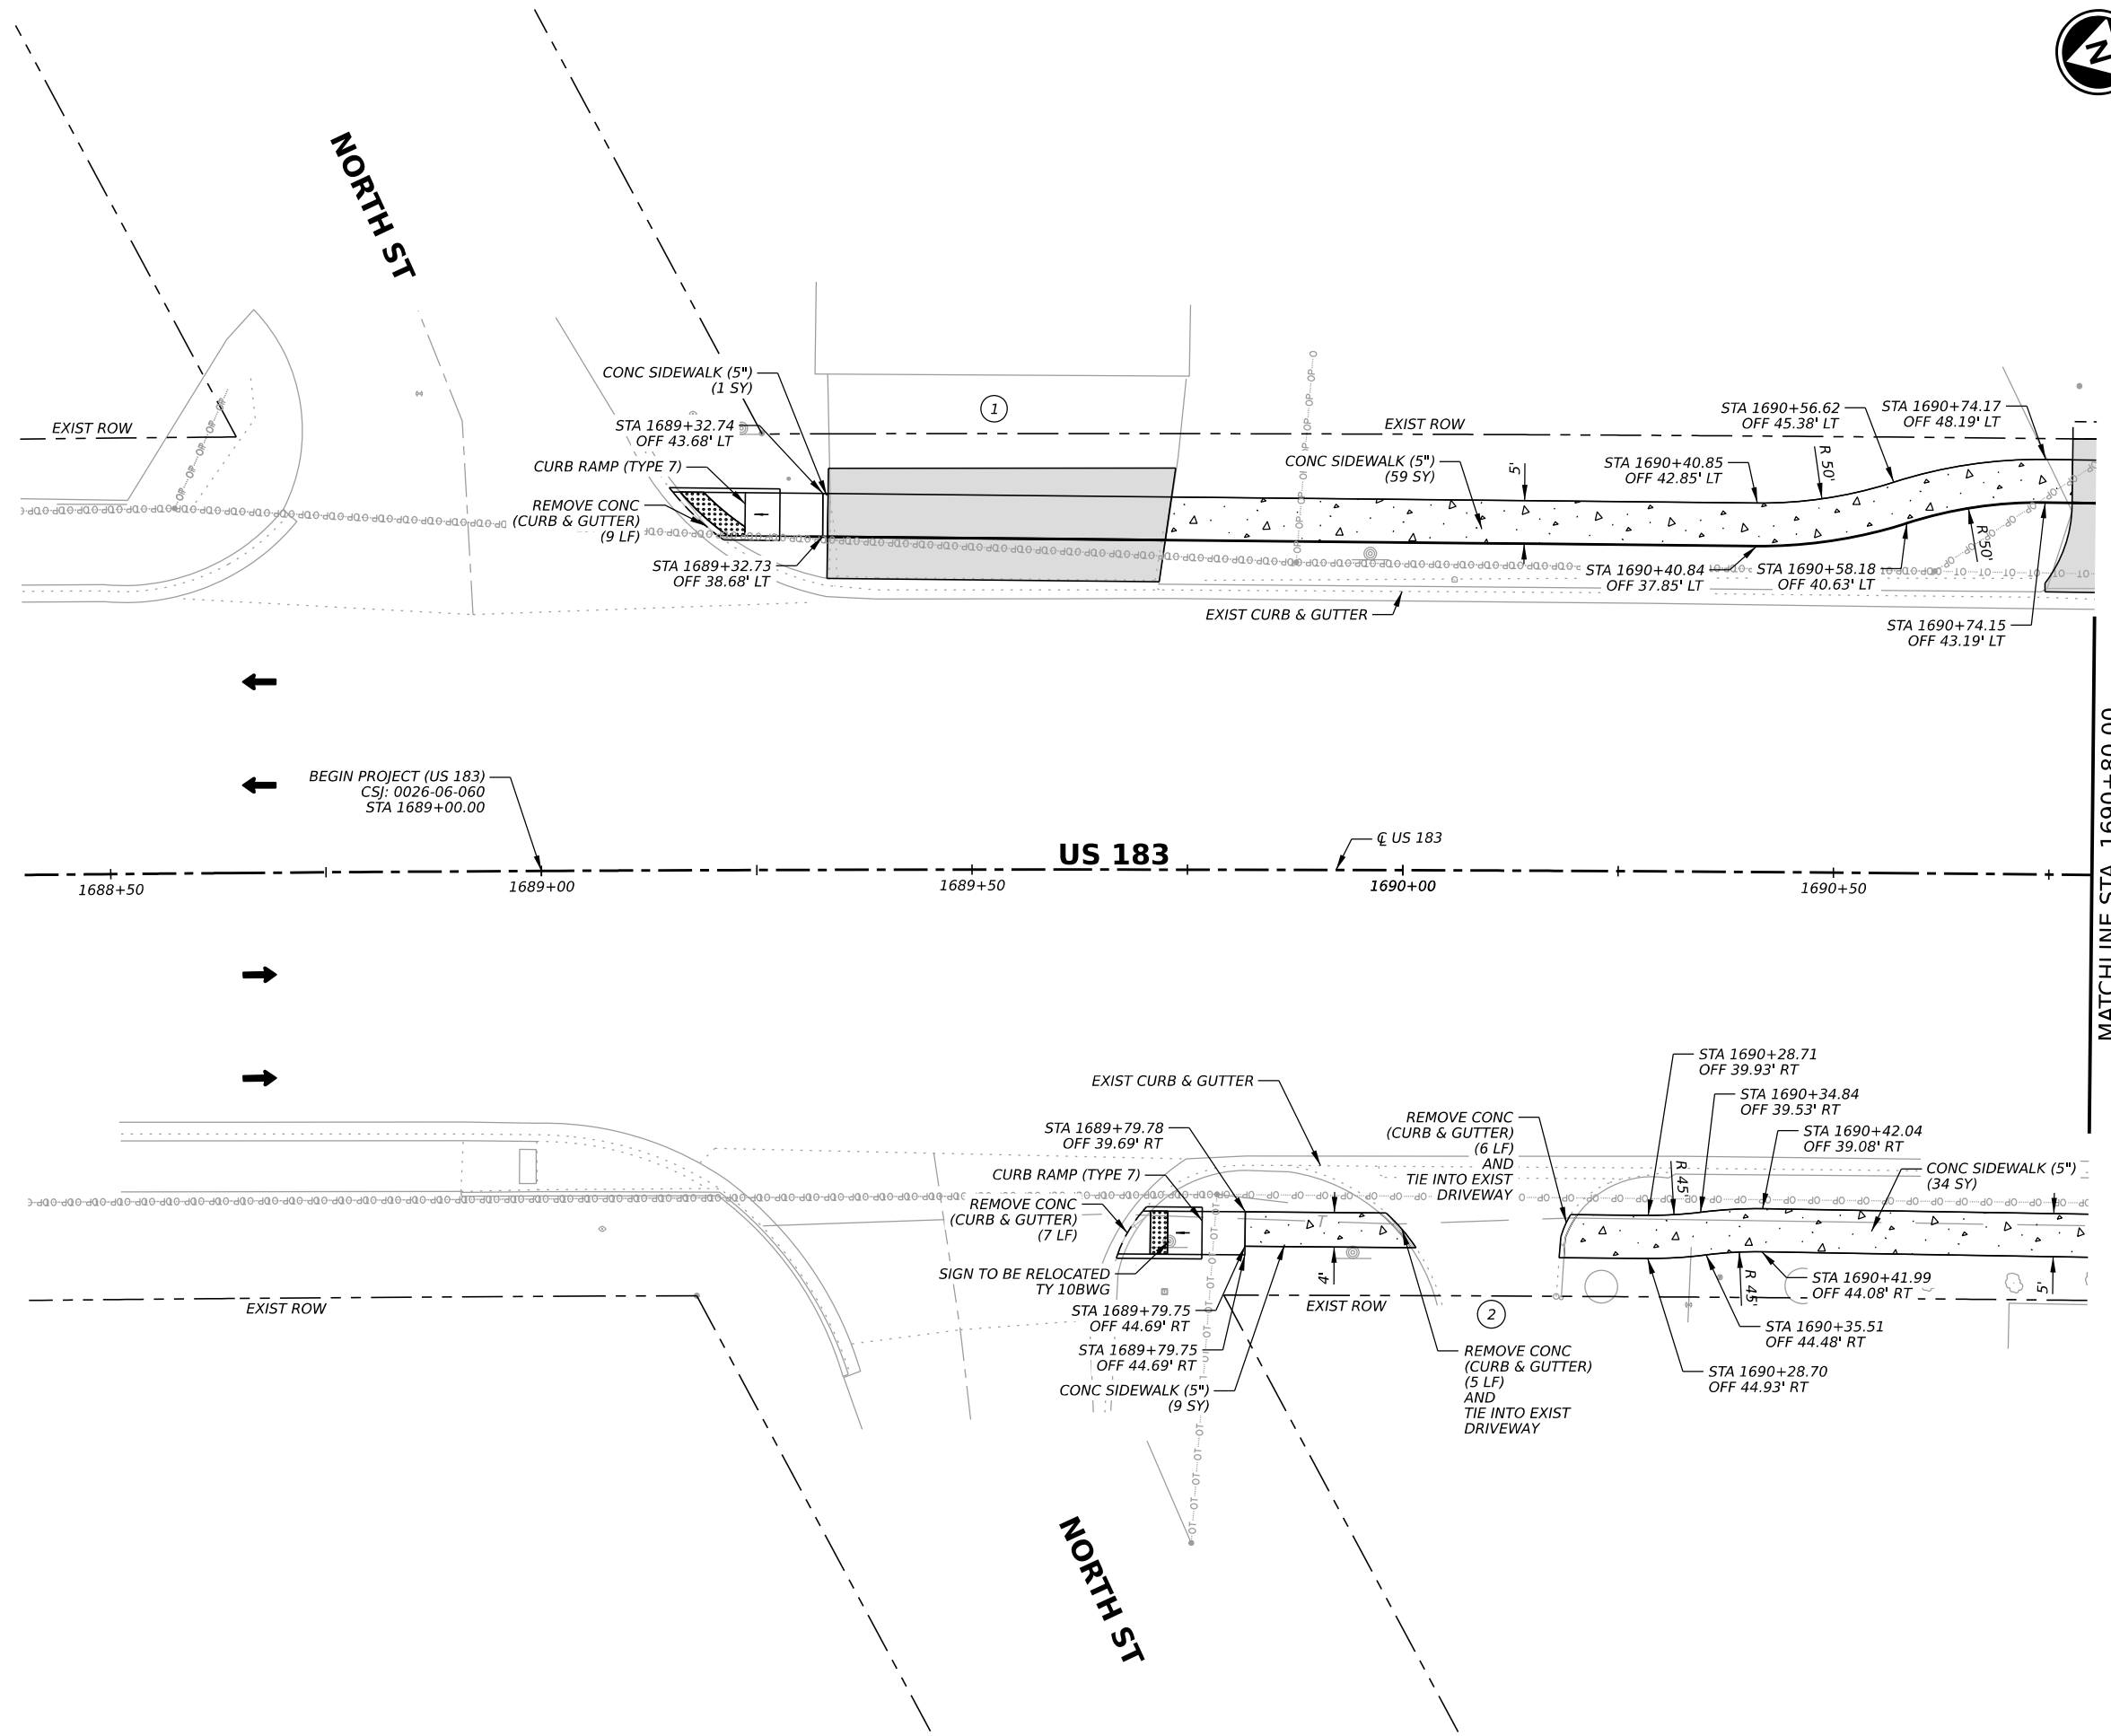 N
NORTH ST
EXIST ROW
CONC SIDEWALK (5")
(1 SY)
STA 1689+32.74
OFF 43.68' LT
CURB RAMP (TYPE 7)
REMOVE CONC
(CURB & GUTTER)
(9 LF)
STA 1689+32.73
OFF 38.68' LT
1
EXIST ROW
CONC SIDEWALK (5")
(59 SY)
5'
STA 1690+40.85
OFF 42.85' LT
STA 1690+56.62
OFF 45.38' LT
STA 1690+74.17
OFF 48.19' LT
R 50'
R 50'
STA 1690+40.84
OFF 37.85' LT
STA 1690+58.18
OFF 40.63' LT
EXIST CURB & GUTTER
STA 1690+74.15
OFF 43.19' LT
BEGIN PROJECT (US 183)
CSJ: 0026-06-060
STA 1689+00.00
US 183
℄ US 183
1688+50
1689+00
1689+50
1690+00
1690+50
MATCHLINE STA 1690+80.00
EXIST CURB & GUTTER
STA 1689+79.78
OFF 39.69' RT
CURB RAMP (TYPE 7)
REMOVE CONC
(CURB & GUTTER)
(7 LF)
SIGN TO BE RELOCATED
TY 10BWG
STA 1689+79.75
OFF 44.69' RT
STA 1689+79.75
OFF 44.69' RT
CONC SIDEWALK (5")
(9 SY)
4'
T
REMOVE CONC
(CURB & GUTTER)
(6 LF)
AND
TIE INTO EXIST
DRIVEWAY
STA 1690+28.71
OFF 39.93' RT
STA 1690+34.84
OFF 39.53' RT
STA 1690+42.04
OFF 39.08' RT
CONC SIDEWALK (5")
(34 SY)
R 45'
R 45'
5'
STA 1690+41.99
OFF 44.08' RT
STA 1690+35.51
OFF 44.48' RT
STA 1690+28.70
OFF 44.93' RT
EXIST ROW
EXIST ROW
2
REMOVE CONC
(CURB & GUTTER)
(5 LF)
AND
TIE INTO EXIST
DRIVEWAY
NORTH ST